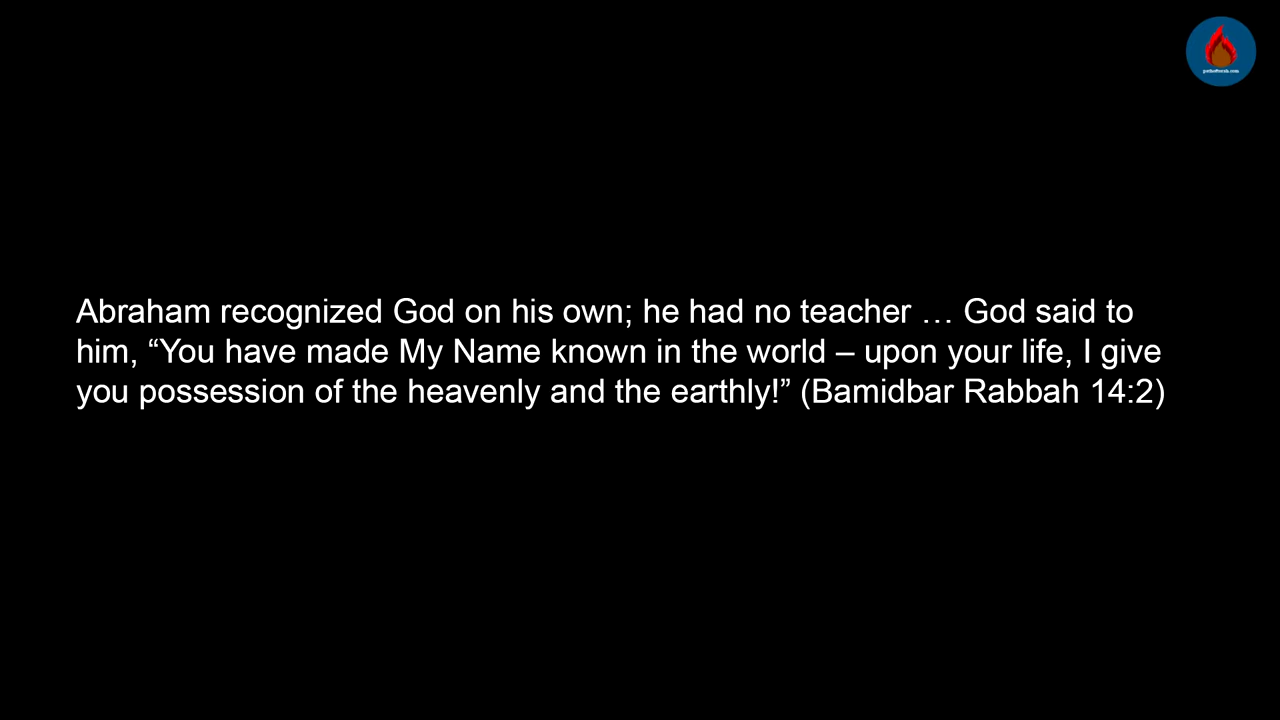 Abraham recognized God on his own; he had no teacher … God said to
him, “You have made My Name known in the world – upon your life, I give
you possession of the heavenly and the earthly!” (Bamidbar Rabbah 14:2)